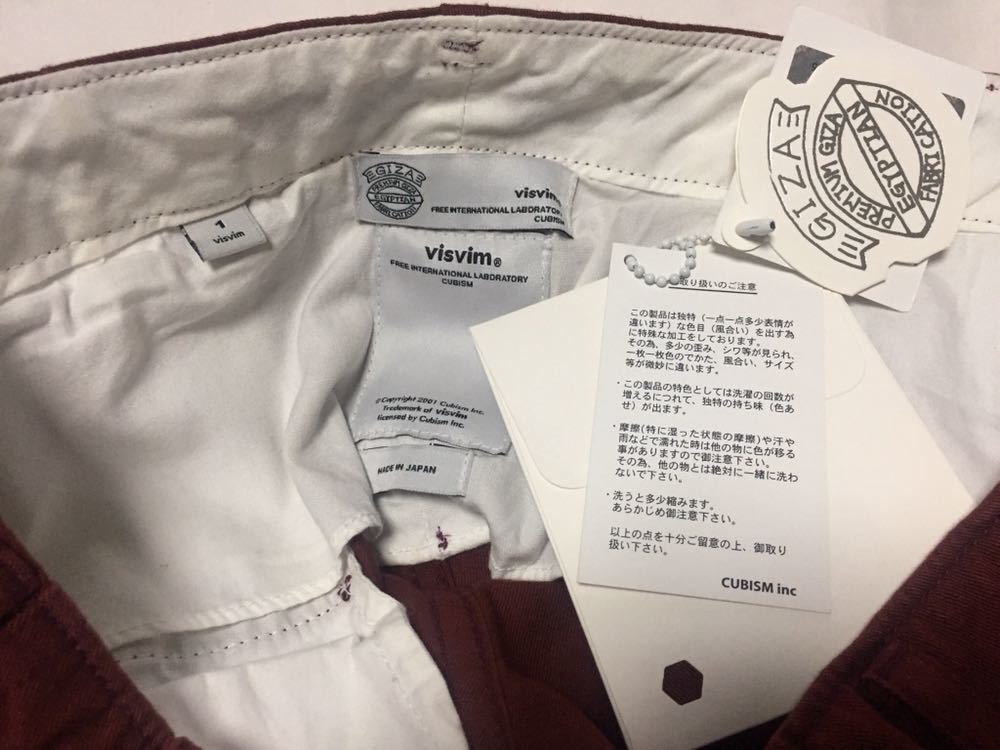 EGIZA
PREMIUM GIZA
EGYPTIAN
FABRICATION
visvim
FREE INTERNATIONAL LABORATORY
CUBISM
1
visvim
visvim®
FREE INTERNATIONAL LABORATORY
CUBISM
©Copyright 2001 Cubism Inc.
Trademark of visvim
licensed by Cubism Inc.
MADE IN JAPAN
EGIZA
PREMIUM GIZA
EGYPTIAN
FABRICATION
取り扱いのご注意
この製品は独特（一点一点多少表情が
違います）な色目（風合い）を出す為
に特殊な加工をしております。
その為、多少の歪み、シワ等が見られ、
一枚一枚色のでかた、風合い、サイズ
等が微妙に違います。
・この製品の特色としては洗濯の回数が
増えるにつれて、独特の持ち味（色あ
せ）が出ます。
・摩擦(特に湿った状態の摩擦)や汗や
雨などで濡れた時は他の物に色が移る
事がありますので御注意下さい。
その為、他の物とは絶対に一緒に洗わ
ないで下さい。
・洗うと多少縮みます。
あらかじめ御注意下さい。
以上の点を十分ご留意の上、御取り
扱い下さい。
CUBISM inc